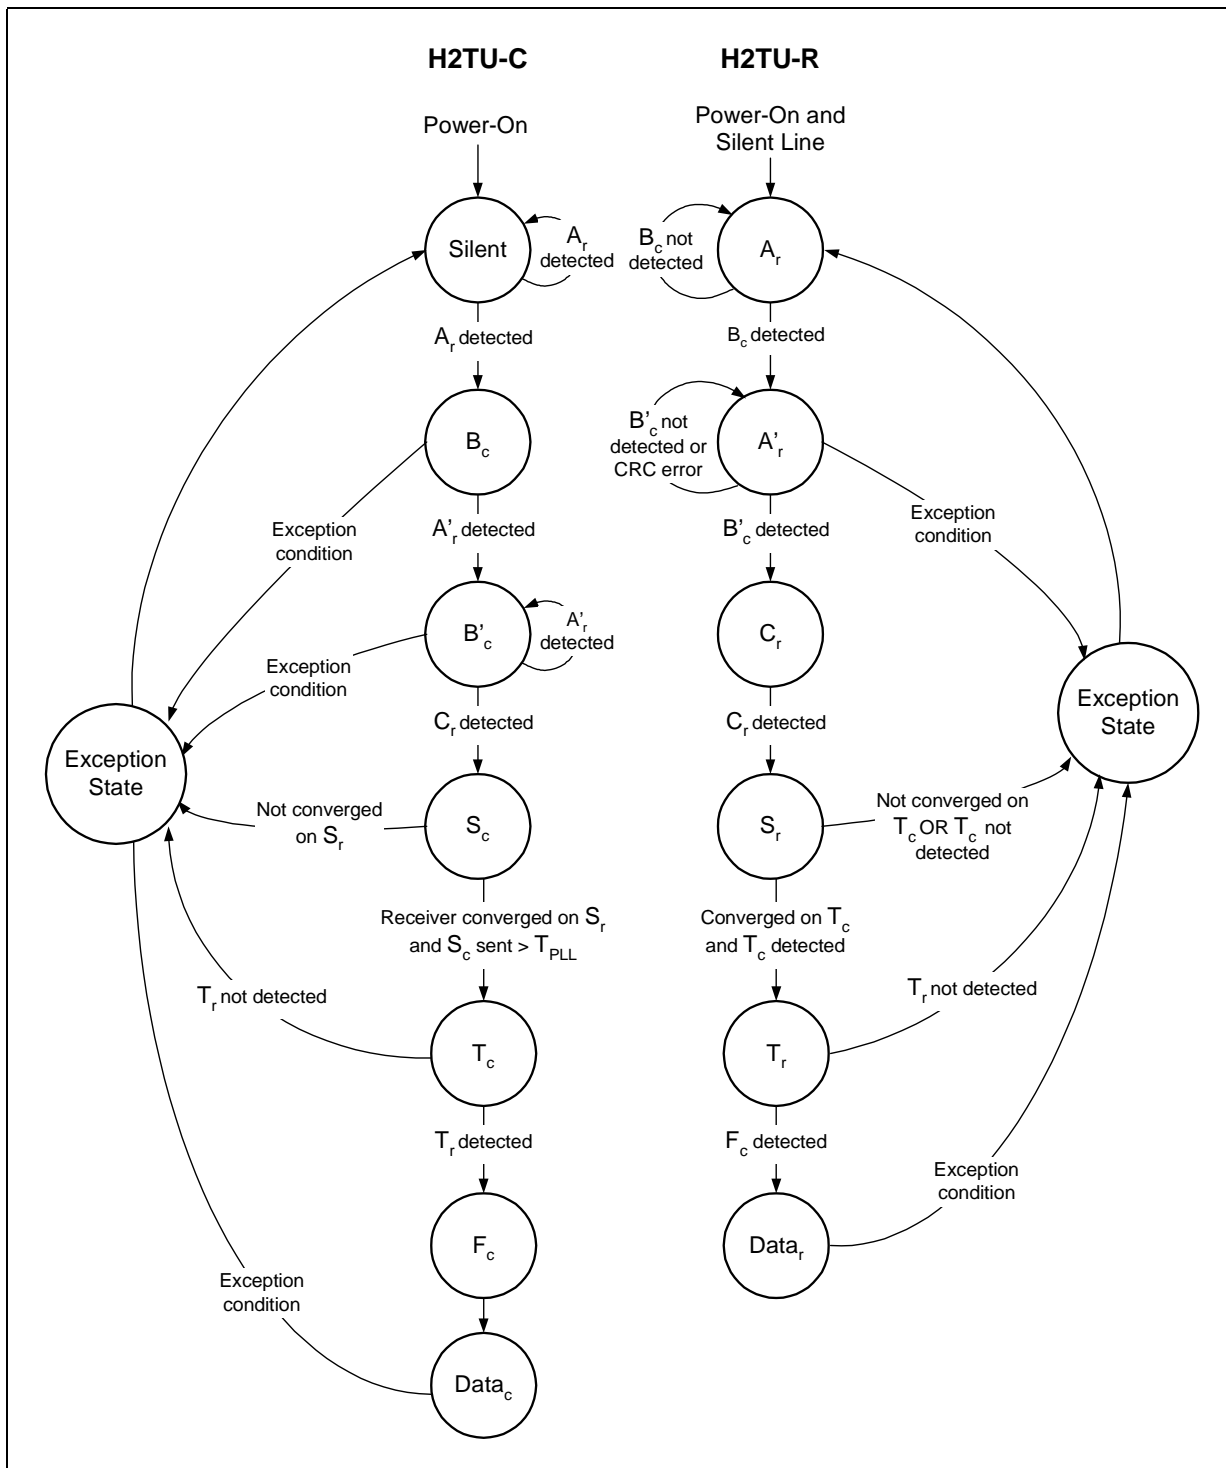 H2TU-C
Power-On
Silent
Ar
detected
Ar detected
Bc
Exception
condition
A'r detected
B'c
A'r
detected
Exception
condition
Cr detected
Exception
State
Not converged
on Sr
Sc
Receiver converged on Sr
and Sc sent > TPLL
Tr not detected
Tc
Tr detected
Fc
Exception
condition
Datac
H2TU-R
Power-On and
Silent Line
Bc not
detected
Ar
Bc detected
B'c not
detected or
CRC error
A'r
Exception
condition
B'c detected
Cr
Cr detected
Exception
State
Sr
Not converged on
Tc OR Tc not
detected
Converged on Tc
and Tc detected
Tr not detected
Tr
Fc detected
Exception
condition
Datar